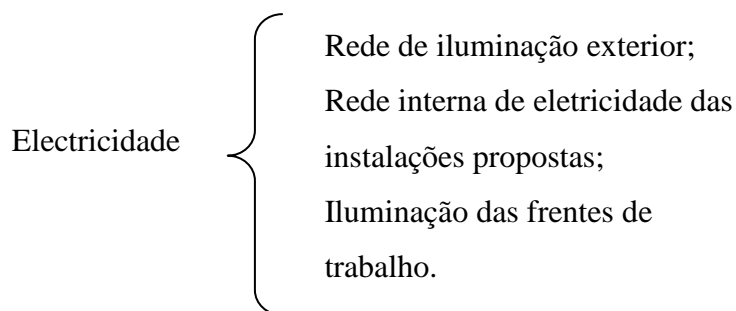 Electricidade
Rede de iluminação exterior;
Rede interna de eletricidade das
instalações propostas;
Iluminação das frentes de
trabalho.